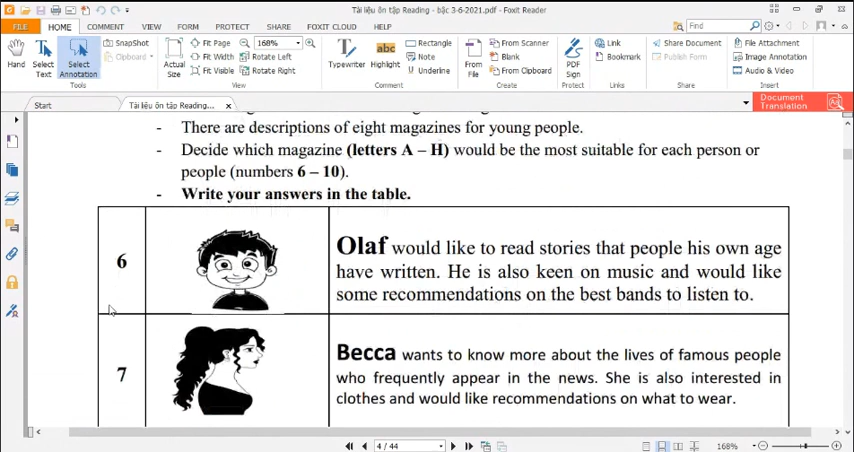 Tài liệu ôn tập Reading - bậc 3-6-2021.pdf - Foxit Reader
FILE HOME COMMENT VIEW FORM PROTECT SHARE FOXIT CLOUD HELP Find
Hand Select Text Select Annotation
SnapShot
Clipboard
Tools
Actual Size
Fit Page
Fit Width
Fit Visible
168%
Rotate Left
Rotate Right
View
Typewriter Highlight
Rectangle
Note
Underline
Comment
From File
From Scanner
Blank
From Clipboard
Create
PDF Sign
Protect
Link
Bookmark
Links
Share Document
Publish Form
Share
File Attachment
Image Annotation
Audio & Video
Insert
Start Tài liệu ôn tập Reading...
Document Translation
- There are descriptions of eight magazines for young people.
- Decide which magazine (letters A – H) would be the most suitable for each person or
people (numbers 6 – 10).
- Write your answers in the table.
6
Olaf would like to read stories that people his own age
have written. He is also keen on music and would like
some recommendations on the best bands to listen to.
7
Becca wants to know more about the lives of famous people
who frequently appear in the news. She is also interested in
clothes and would like recommendations on what to wear.
4 / 44
168%